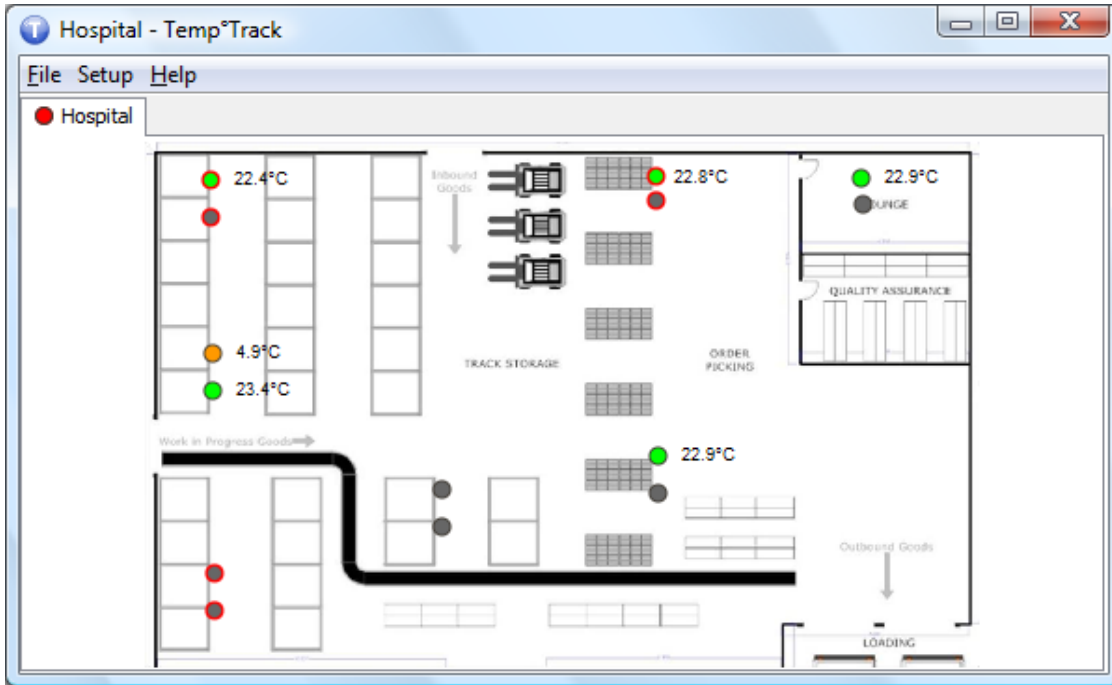 Hospital - Temp°Track
File Setup Help
Hospital
22.4°C
Inbound
Goods
22.8°C
22.9°C
QUALITY ASSURANCE
4.9°C
TRACK STORAGE
ORDER
PICKING
23.4°C
Work in Progress Goods
22.9°C
Outbound Goods
LOADING